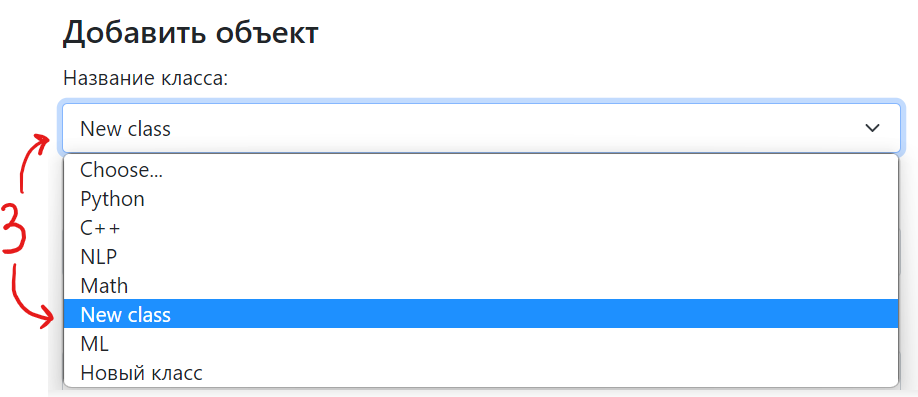 Добавить объект
Название класса:
New class
Choose...
Python
C++
NLP
Math
3
New class
ML
Новый класс